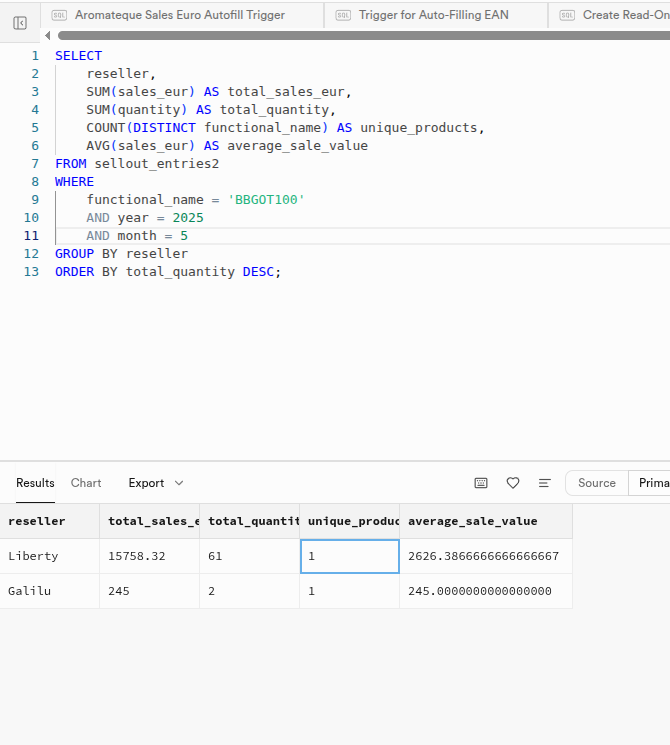 SQL Aromateque Sales Euro Autofill Trigger SQL Trigger for Auto-Filling EAN SQL Create Read-On
1 SELECT
2 reseller,
3 SUM(sales_eur) AS total_sales_eur,
4 SUM(quantity) AS total_quantity,
5 COUNT(DISTINCT functional_name) AS unique_products,
6 AVG(sales_eur) AS average_sale_value
7 FROM sellout_entries2
8 WHERE
9 functional_name = 'BBGOT100'
10 AND year = 2025
11 AND month = 5
12 GROUP BY reseller
13 ORDER BY total_quantity DESC;
Results Chart Export Source Prima
reseller total_sales_e total_quantit unique_produc average_sale_value
Liberty 15758.32 61 1 2626.3866666666666667
Galilu 245 2 1 245.0000000000000000